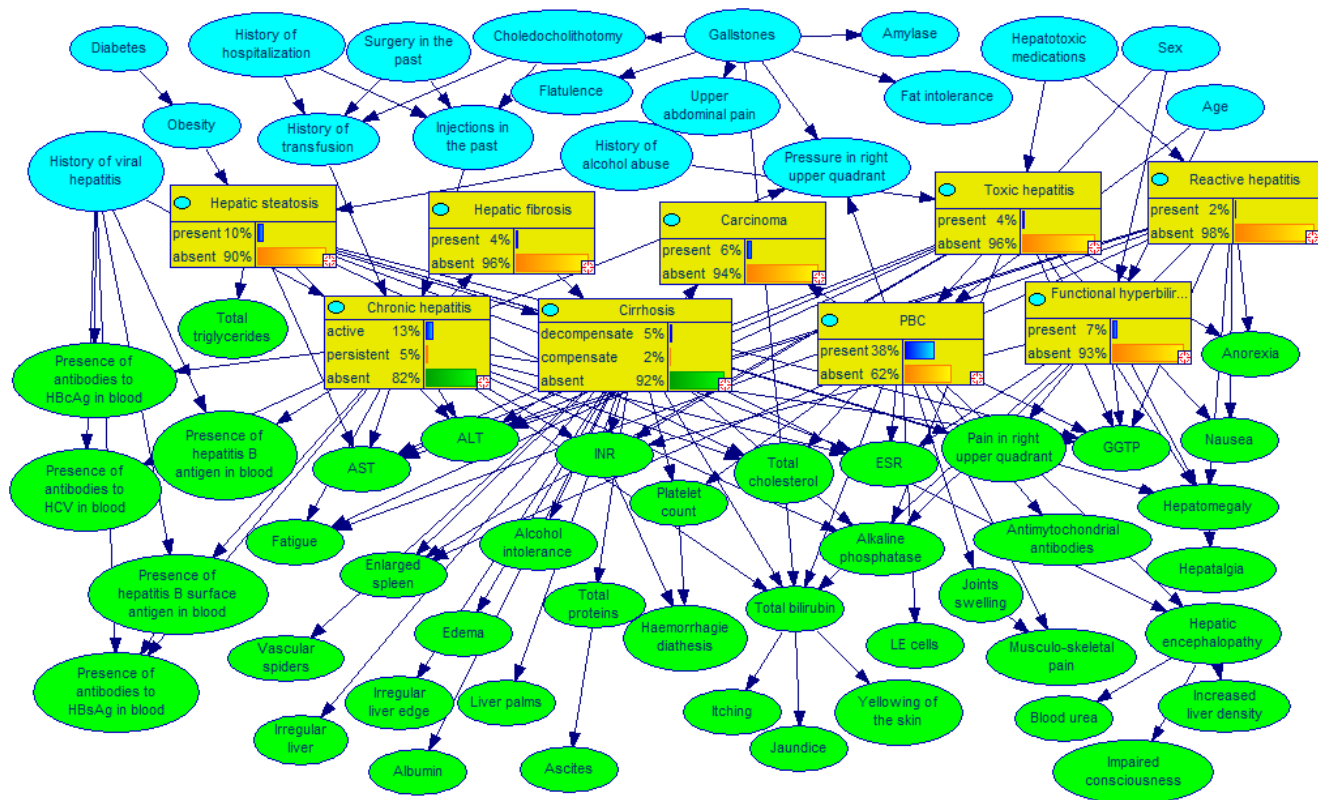 Diabetes
History of
hospitalization
Surgery in the
past
Choledocholithotomy
Gallstones
Amylase
Hepatotoxic
medications
Sex
Flatulence
Upper
abdominal pain
Fat intolerance
Age
Obesity
History of
transfusion
Injections in
the past
History of
alcohol abuse
Pressure in right
upper quadrant
History of viral
hepatitis
Hepatic steatosis
present 10%
absent 90%
Hepatic fibrosis
present 4%
absent 96%
Carcinoma
present 6%
absent 94%
Toxic hepatitis
present 4%
absent 96%
Reactive hepatitis
present 2%
absent 98%
Total
triglycerides
Chronic hepatitis
active 13%
persistent 5%
absent 82%
Cirrhosis
decompensate 5%
compensate 2%
absent 92%
PBC
present 38%
absent 62%
Functional hyperbilir...
present 7%
absent 93%
Anorexia
Presence of
antibodies to
HBcAg in blood
Presence of
hepatitis B
antigen in blood
AST
ALT
INR
Total
cholesterol
ESR
Pain in right
upper quadrant
GGTP
Nausea
Presence of
antibodies to
HCV in blood
Platelet
count
Hepatomegaly
Fatigue
Alcohol
intolerance
Alkaline
phosphatase
Antimytochondrial
antibodies
Enlarged
spleen
Hepatalgia
Presence of
hepatitis B surface
antigen in blood
Total
proteins
Total bilirubin
Joints
swelling
Edema
Haemorrhagie
diathesis
LE cells
Hepatic
encephalopathy
Vascular
spiders
Musculo-skeletal
pain
Presence of
antibodies to
HBsAg in blood
Irregular
liver edge
Liver palms
Itching
Yellowing of
the skin
Blood urea
Increased
liver density
Irregular
liver
Albumin
Ascites
Jaundice
Impaired
consciousness